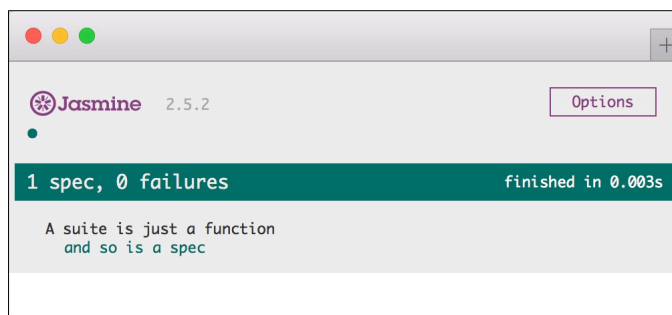 Jasmine 2.5.2
Options
1 spec, 0 failures
finished in 0.003s
A suite is just a function
and so is a spec